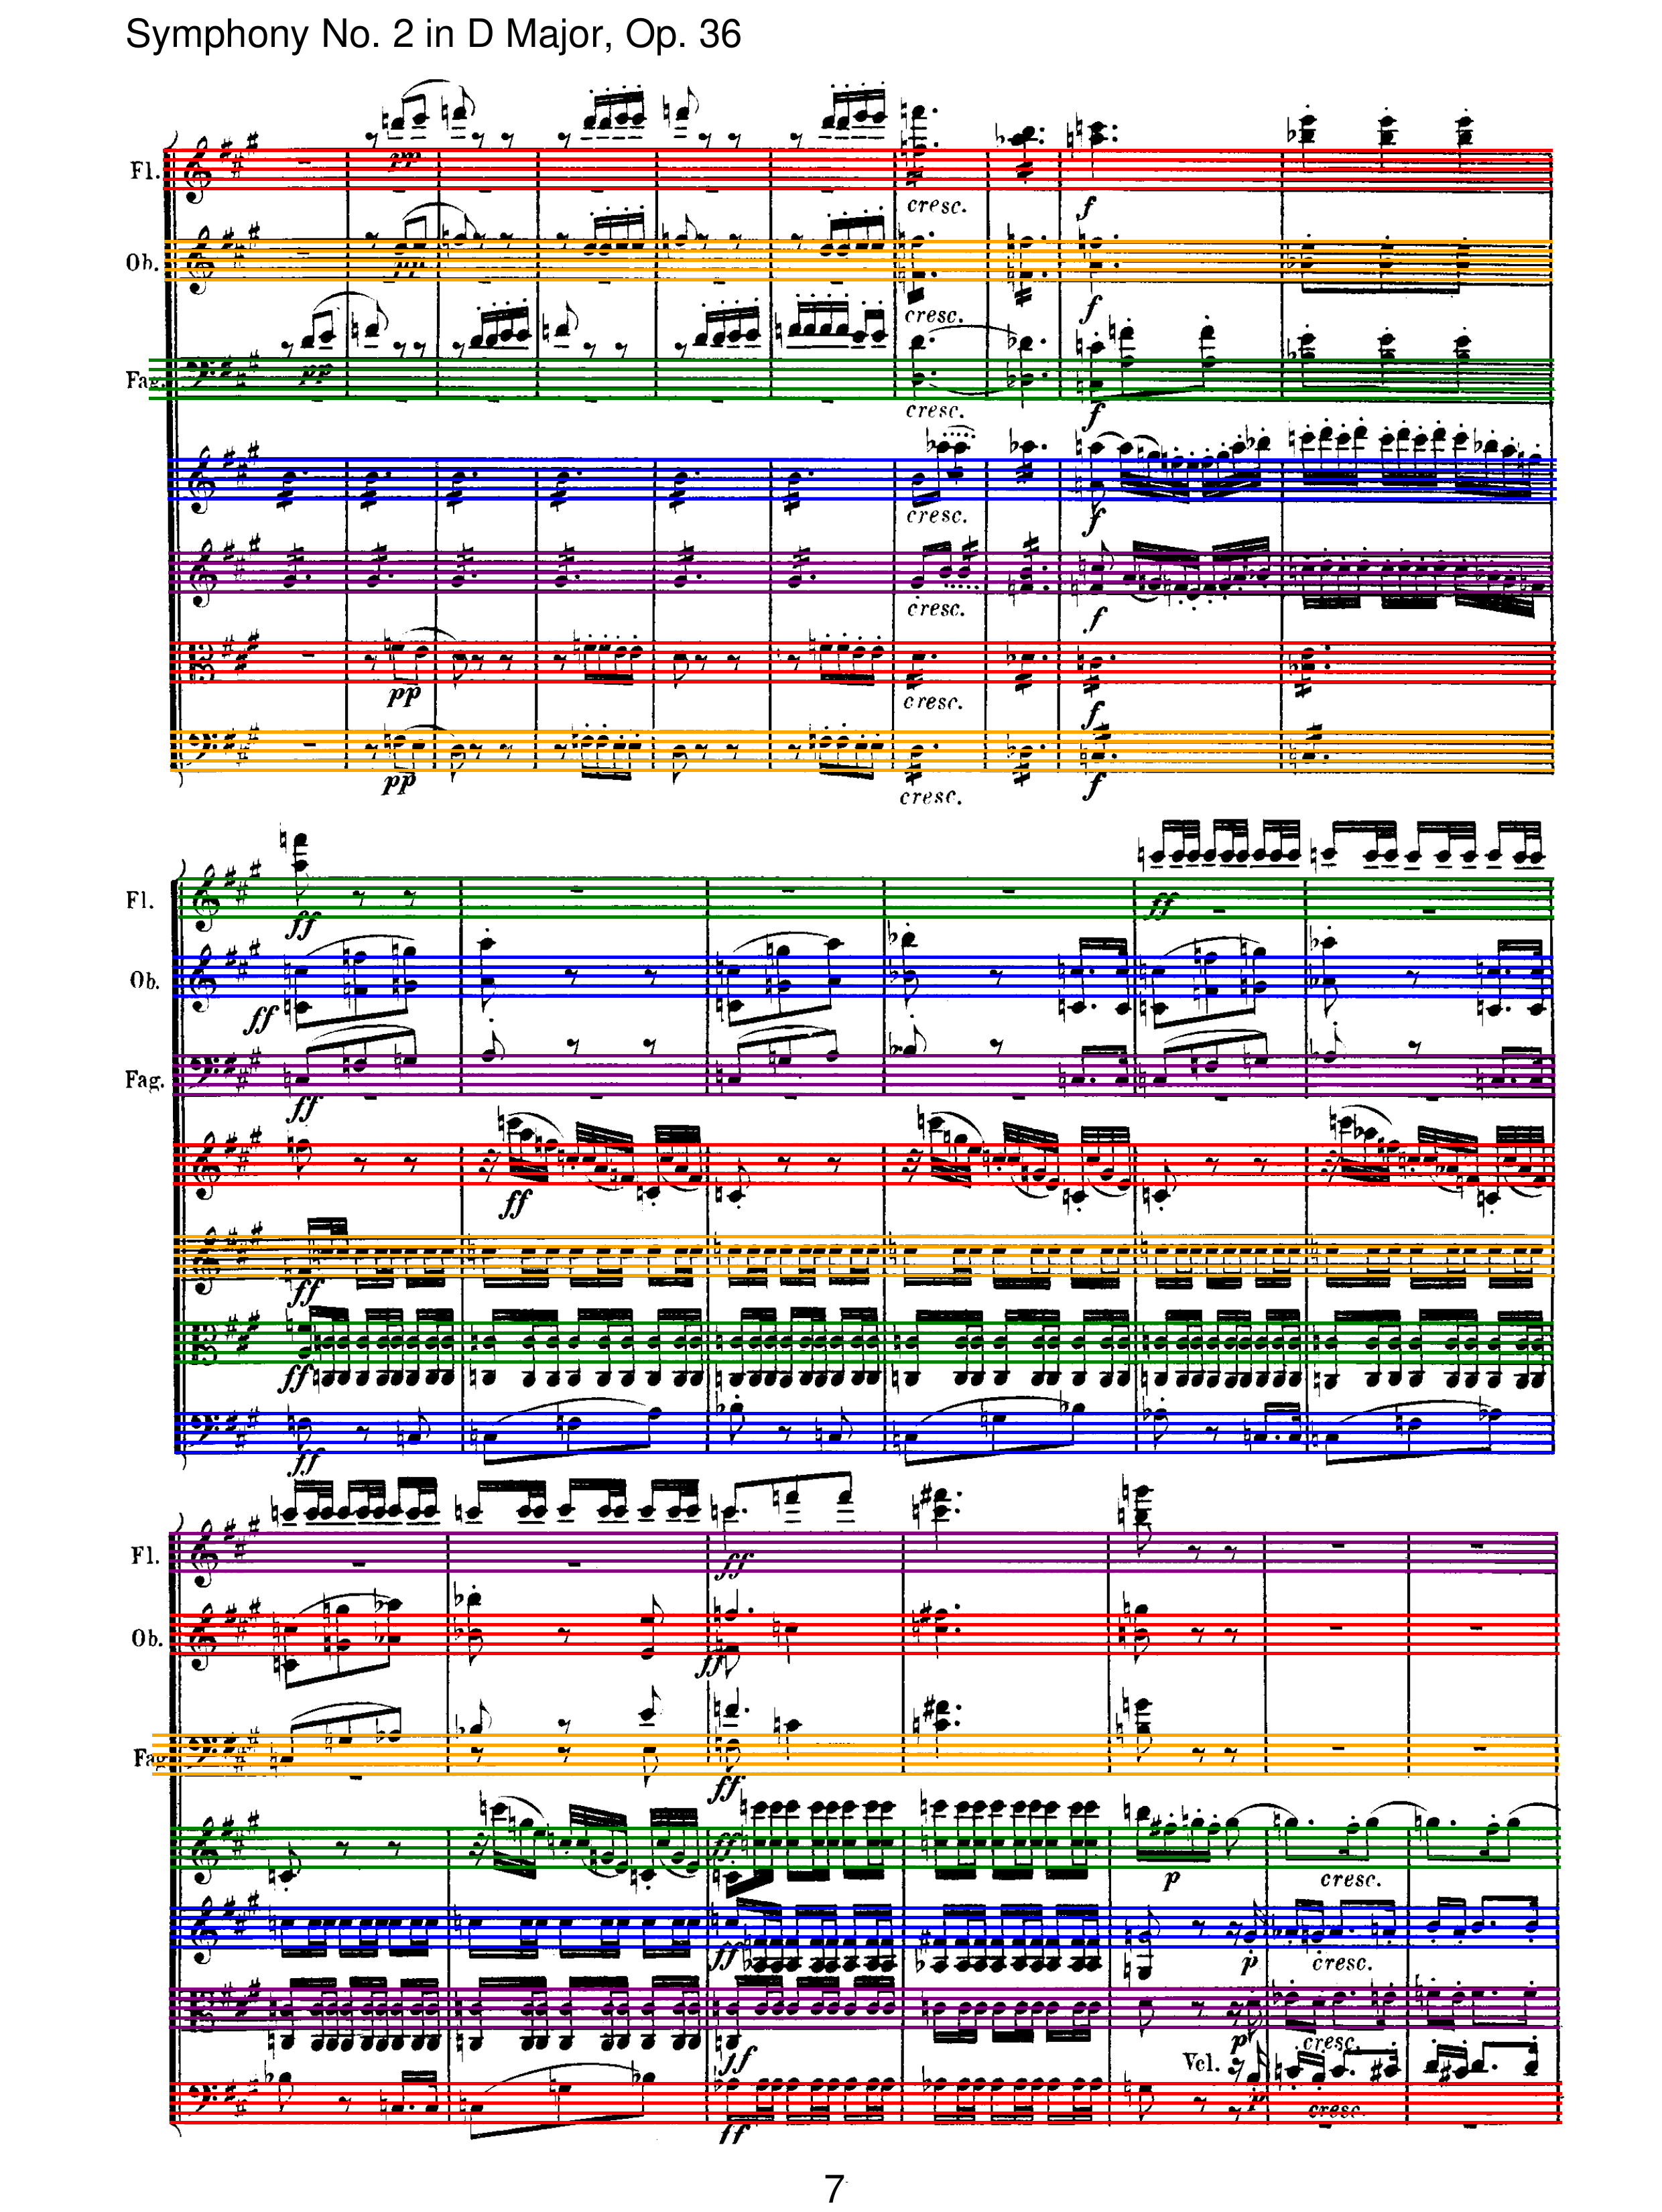 Symphony No. 2 in D Major, Op. 36
pp
Fl.
cresc.
f
pp
Ob.
cresc.
f
pp
Fag.
cresc.
f
cresc.
f
cresc.
f
pp
cresc.
f
pp
cresc.
f
Fl.
ff
ff
Ob.
ff
Fag.
ff
ff
ff
ff
ff
Fl.
ff
Ob.
ff
Fag
ff
ff
p
cresc.
ff
p
cresc.
ff
p
cresc.
Vcl.
p
cresc.
ff
7